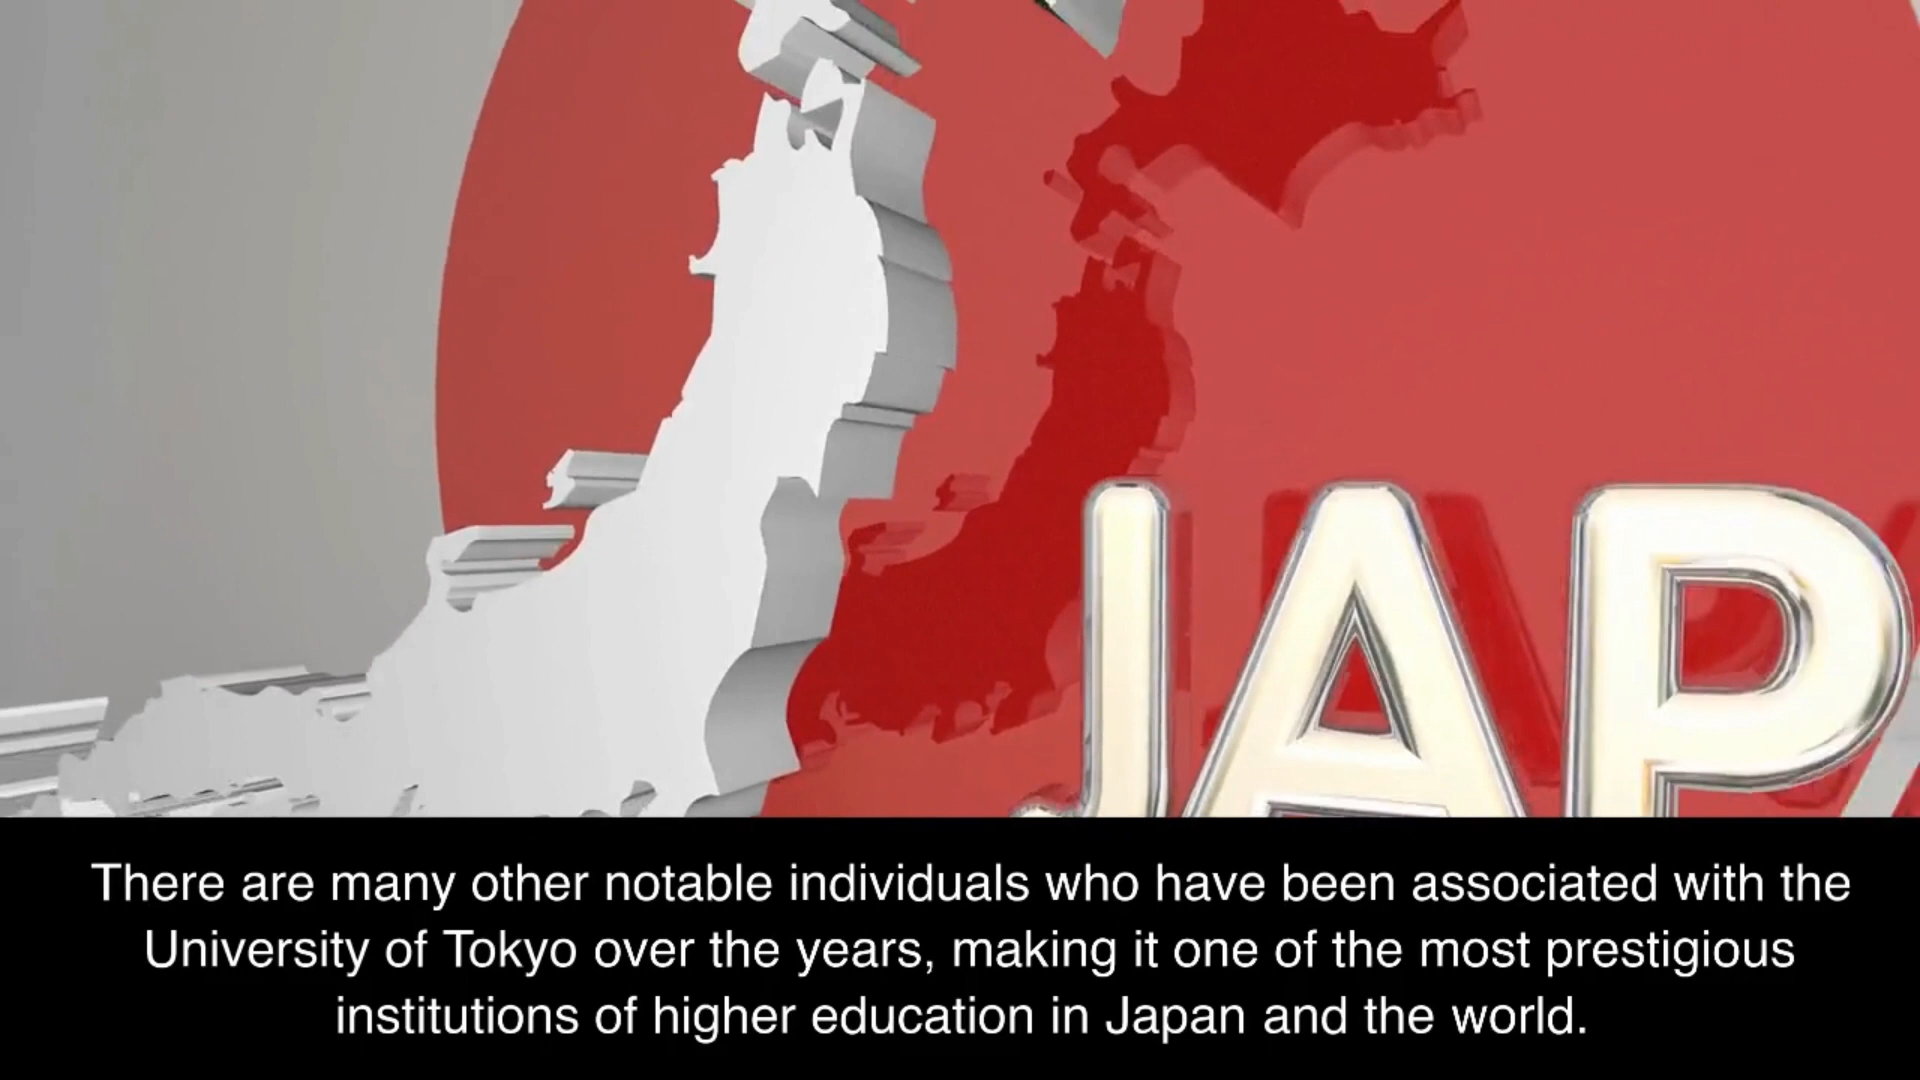 JAP
There are many other notable individuals who have been associated with the
University of Tokyo over the years, making it one of the most prestigious
institutions of higher education in Japan and the world.